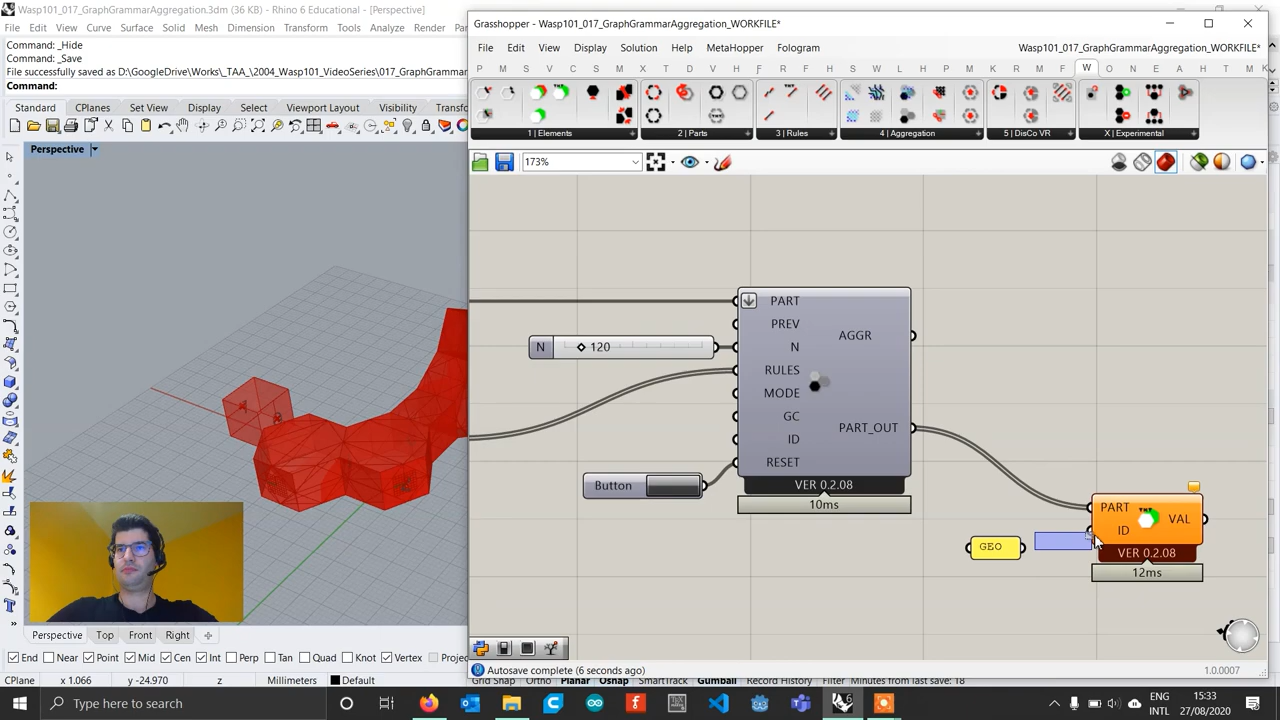 Wasp101_017_GraphGrammarAggregation.3dm (36 KB) - Rhino 6 Educational - [Perspective]
File Edit View Curve Surface Solid Mesh Dimension Transform Tools Analyze Render
Command: _Hide
Command: _Save
File successfully saved as D:\GoogleDrive\Works\_TAA_\2004_Wasp101_VideoSeries\017_GraphGrammar
Command:
Standard CPlanes Set View Display Select Viewport Layout Visibility Transfo
Perspective
Grasshopper - Wasp101_017_GraphGrammarAggregation_WORKFILE*
File Edit View Display Solution Help MetaHopper Fologram
Wasp101_017_GraphGrammarAggregation_WORKFILE*
P M S V C S M I T D V K R F H E A S W L H C M K R M F W O N E A C H T
1 | Elements 2 | Parts 3 | Rules 4 | Aggregation 5 | DisCo VR X | Experimental
173%
PART
PREV
N
RULES
MODE
GC
ID
RESET
AGGR
PART_OUT
VER 0.2.08
10ms
N 120
Button
GEO
PART
ID
VAL
VER 0.2.08
12ms
Perspective Top Front Right
Autosave complete (6 seconds ago)
1.0.0007
End Near Point Mid Cen Int Perp Tan Quad Knot Vertex Projec
CPlane x 1.066 y -24.970 z Millimeters Default Grid Snap Ortho Planar Osnap SmartTrack Gumball Record History Filter Minutes from last save: 18
Type here to search
ENG
INTL
15:33
27/08/2020